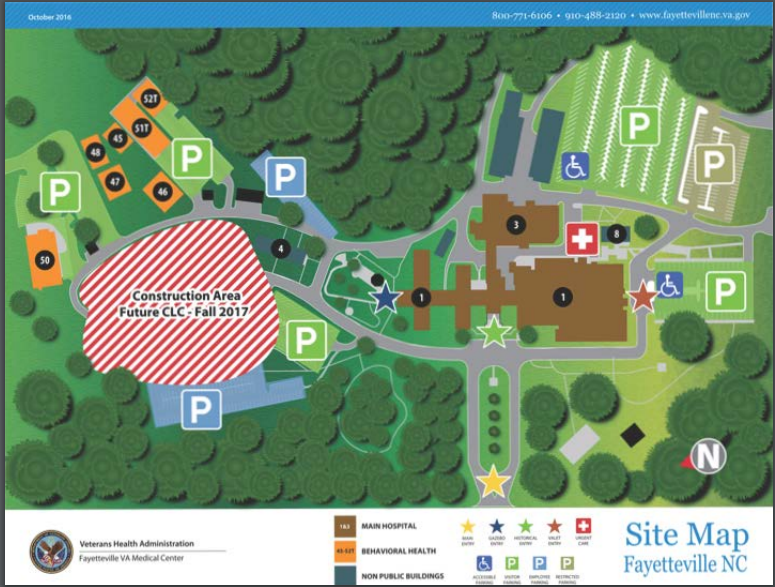 October 2016
800-771-6106 • 910-488-2120 • www.fayettevillenc.va.gov
52T
51T
45
48
47
46
P
P
P
P
P
50
4
3
8
1
1
P
P
P
Construction Area
Future CLC - Fall 2017
N
Veterans Health Administration
Fayetteville VA Medical Center
1&3 MAIN HOSPITAL
45-52T BEHAVIORAL HEALTH
NON PUBLIC BUILDINGS
MAIN ENTRY
GAZEBO ENTRY
HISTORICAL ENTRY
VALET ENTRY
URGENT CARE
ACCESSIBLE PARKING
P
VISITOR PARKING
P
EMPLOYEE PARKING
P
RESTRICTED PARKING
Site Map
Fayetteville NC